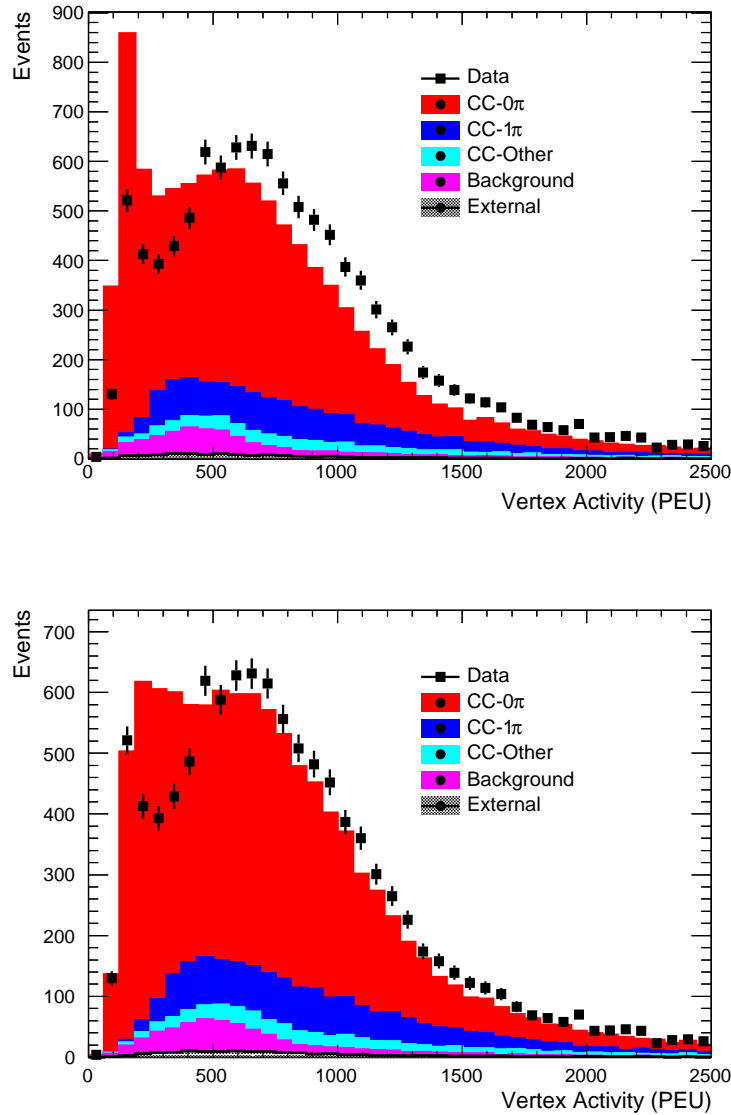 Events
900
800
700
600
500
400
300
200
100
0
Data
CC-0π
CC-1π
CC-Other
Background
External
0 500 1000 1500 2000 2500
Vertex Activity (PEU)
Events
700
600
500
400
300
200
100
0
Data
CC-0π
CC-1π
CC-Other
Background
External
0 500 1000 1500 2000 2500
Vertex Activity (PEU)